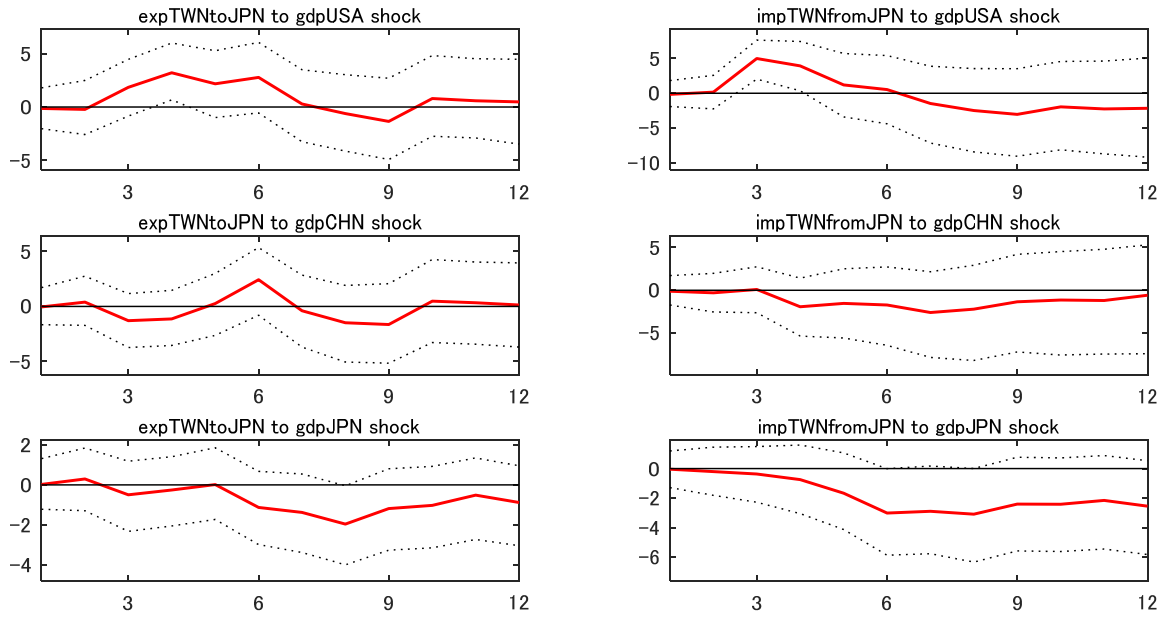 expTWNtoJPN to gdpUSA shock
5
0
−5
3 6 9 12
impTWNfromJPN to gdpUSA shock
5
0
−5
−10
3 6 9 12
expTWNtoJPN to gdpCHN shock
5
0
−5
3 6 9 12
impTWNfromJPN to gdpCHN shock
5
0
−5
3 6 9 12
expTWNtoJPN to gdpJPN shock
2
0
−2
−4
3 6 9 12
impTWNfromJPN to gdpJPN shock
0
−2
−4
−6
3 6 9 12